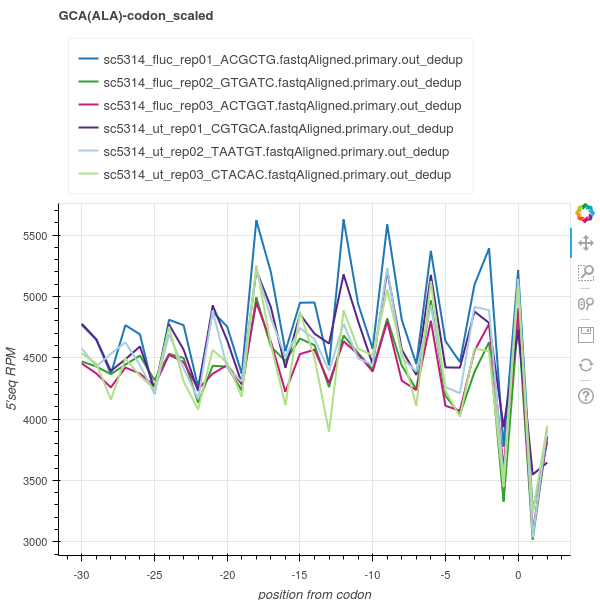 GCA(ALA)-codon_scaled
sc5314_fluc_rep01_ACGCTG.fastqAligned.primary.out_dedup
sc5314_fluc_rep02_GTGATC.fastqAligned.primary.out_dedup
sc5314_fluc_rep03_ACTGGT.fastqAligned.primary.out_dedup
sc5314_ut_rep01_CGTGCA.fastqAligned.primary.out_dedup
sc5314_ut_rep02_TAATGT.fastqAligned.primary.out_dedup
sc5314_ut_rep03_CTACAC.fastqAligned.primary.out_dedup
5500
5000
4500
4000
3500
3000
5'seq RPM
-30 -25 -20 -15 -10 -5 0
position from codon